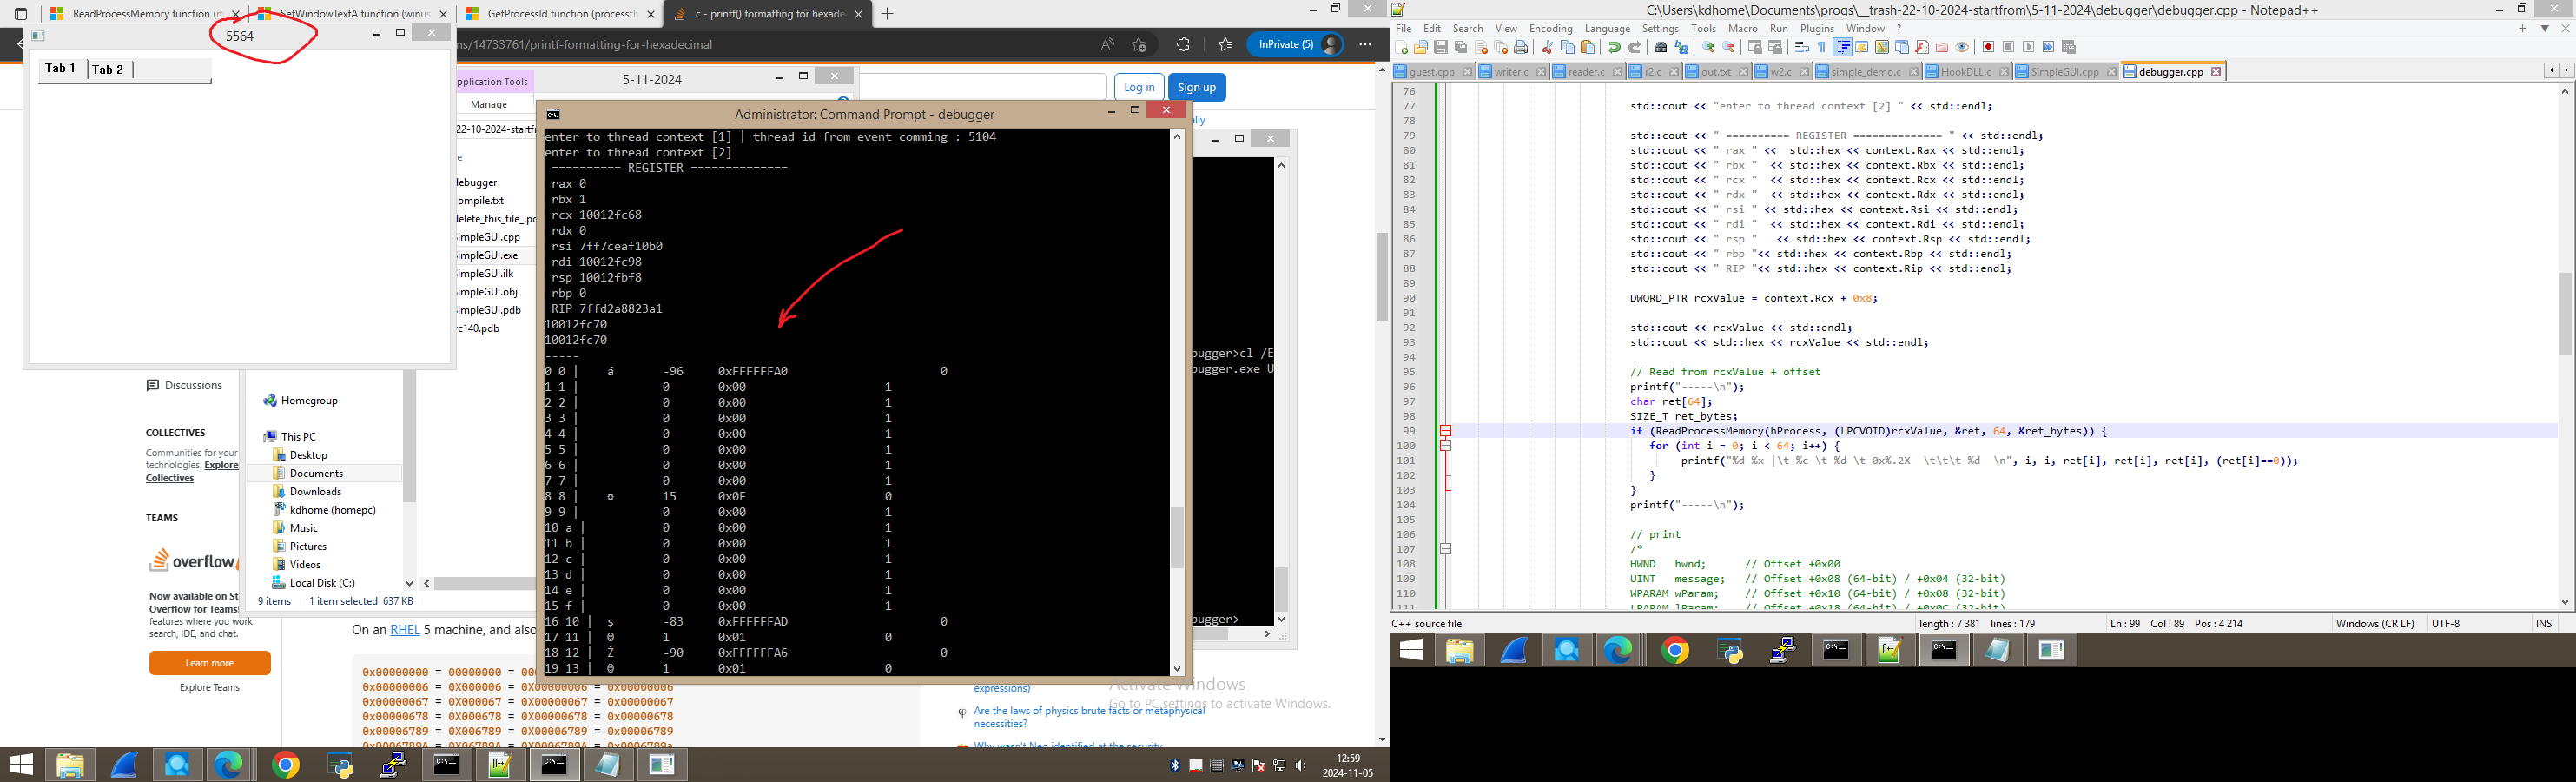 ReadProcessMemory function (m
SetWindowTextA function (winus
GetProcessId function (processth
c - printf() formatting for hexade
ns/14733761/printf-formatting-for-hexadecimal
InPrivate (5)
5564
Tab 1
Tab 2
pplication Tools
5-11-2024
Manage
22-10-2024-startf
Log in
Sign up
ally
debugger
compile.txt
delete_this_file_.pd
SimpleGUI.cpp
SimpleGUI.exe
SimpleGUI.ilk
SimpleGUI.obj
SimpleGUI.pdb
vc140.pdb
Homegroup
This PC
Desktop
Documents
Downloads
kdhome (homepc)
Music
Pictures
Videos
Local Disk (C:)
9 items 1 item selected 637 KB
Discussions
COLLECTIVES
Communities for your
technologies. Explore
Collectives
TEAMS
overflow
Now available on St
Overflow for Teams!
features where you work:
search, IDE, and chat.
Learn more
Explore Teams
On an RHEL 5 machine, and also
0x00000000 = 00000000 = 00
0x00000006 = 0X000006 = 0X00000006 = 0x00000006
0x00000067 = 0X000067 = 0X00000067 = 0x00000067
0x00000678 = 0X000678 = 0X00000678 = 0x00000678
0x00006789 = 0X006789 = 0X00006789 = 0x00006789
0x0006789A = 0X06789A = 0X0006789A = 0x0006789a
Administrator: Command Prompt - debugger
enter to thread context [1] | thread id from event comming : 5104
enter to thread context [2]
========== REGISTER ==============
rax 0
rbx 1
rcx 10012fc68
rdx 0
rsi 7ff7ceaf10b0
rdi 10012fc98
rsp 10012fbf8
rbp 0
RIP 7ffd2a8823a1
10012fc70
10012fc70
-----
0 0 | á -96 0xFFFFFFA0 0
1 1 | 0 0x00 1
2 2 | 0 0x00 1
3 3 | 0 0x00 1
4 4 | 0 0x00 1
5 5 | 0 0x00 1
6 6 | 0 0x00 1
7 7 | 0 0x00 1
8 8 | ¤ 15 0x0F 0
9 9 | 0 0x00 1
10 a | 0 0x00 1
11 b | 0 0x00 1
12 c | 0 0x00 1
13 d | 0 0x00 1
14 e | 0 0x00 1
15 f | 0 0x00 1
16 10 | ş -83 0xFFFFFFAD 0
17 11 | ☺ 1 0x01 0
18 12 | Ž -90 0xFFFFFFA6 0
19 13 | ☺ 1 0x01 0
bugger>cl /E
bugger.exe U
bugger>
expressions)
Are the laws of physics brute facts or metaphysical
necessities?
Why wasn't Neo identified at the security
Activate Windows
Go to PC settings to activate Windows.
12:59
2024-11-05
C:\Users\kdhome\Documents\progs\__trash-22-10-2024-startfrom\5-11-2024\debugger\debugger.cpp - Notepad++
File Edit Search View Encoding Language Settings Tools Macro Run Plugins Window ?
guest.cpp writer.c reader.c r2.c out.txt w2.c simple_demo.c HookDLL.c SimpleGUI.cpp debugger.cpp
76
77 std::cout << "enter to thread context [2] " << std::endl;
78
79 std::cout << " ========== REGISTER ============== " << std::endl;
80 std::cout << " rax " << std::hex << context.Rax << std::endl;
81 std::cout << " rbx " << std::hex << context.Rbx << std::endl;
82 std::cout << " rcx " << std::hex << context.Rcx << std::endl;
83 std::cout << " rdx " << std::hex << context.Rdx << std::endl;
84 std::cout << " rsi " << std::hex << context.Rsi << std::endl;
85 std::cout << " rdi " << std::hex << context.Rdi << std::endl;
86 std::cout << " rsp " << std::hex << context.Rsp << std::endl;
87 std::cout << " rbp "<< std::hex << context.Rbp << std::endl;
88 std::cout << " RIP "<< std::hex << context.Rip << std::endl;
89
90 DWORD_PTR rcxValue = context.Rcx + 0x8;
91
92 std::cout << rcxValue << std::endl;
93 std::cout << std::hex << rcxValue << std::endl;
94
95 // Read from rcxValue + offset
96 printf("-----\n");
97 char ret[64];
98 SIZE_T ret_bytes;
99 if (ReadProcessMemory(hProcess, (LPCVOID)rcxValue, &ret, 64, &ret_bytes)) {
100 for (int i = 0; i < 64; i++) {
101 printf("%d %x |\t %c \t %d \t 0x%.2X \t\t\t %d \n", i, i, ret[i], ret[i], ret[i], (ret[i]==0));
102 }
103 }
104 printf("-----\n");
105
106 // print
107 /*
108 HWND hwnd; // Offset +0x00
109 UINT message; // Offset +0x08 (64-bit) / +0x04 (32-bit)
110 WPARAM wParam; // Offset +0x10 (64-bit) / +0x08 (32-bit)
111 LPARAM lParam; // Offset +0x18 (64-bit) / +0x0C (32-bit)
C++ source file
length : 7 381 lines : 179
Ln : 99 Col : 89 Pos : 4 214
Windows (CR LF)
UTF-8
INS